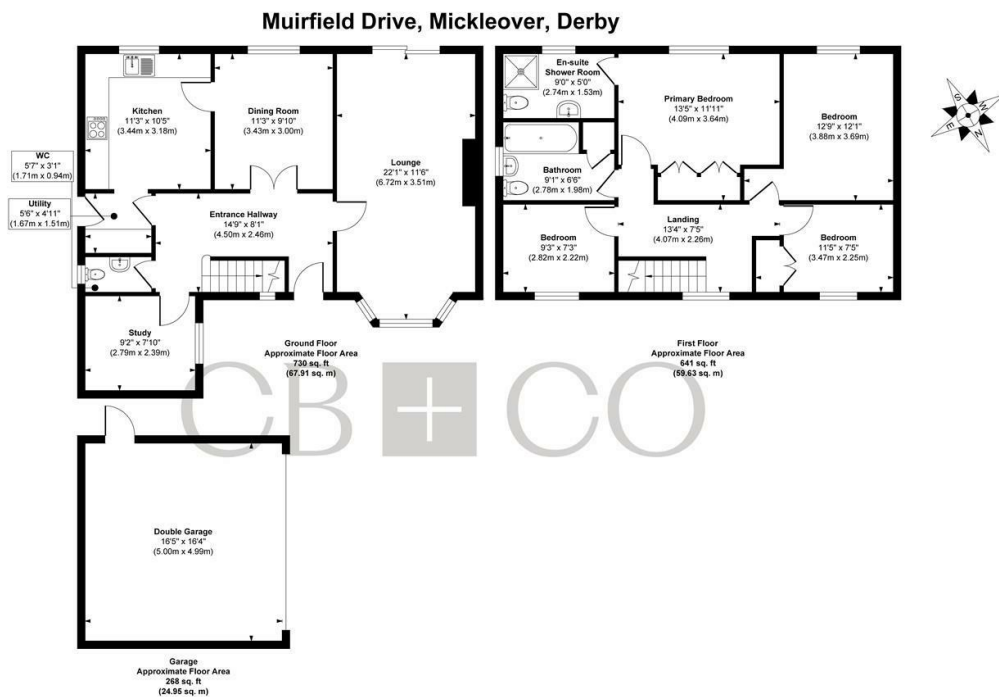 Muirfield Drive, Mickleover, Derby
Kitchen
11'3" x 10'5"
(3.44m x 3.18m)
Dining Room
11'3" x 9'10"
(3.43m x 3.00m)
Lounge
22'1" x 11'6"
(6.72m x 3.51m)
WC
5'7" x 3'1"
(1.71m x 0.94m)
Utility
5'6" x 4'11"
(1.67m x 1.51m)
Entrance Hallway
14'9" x 8'1"
(4.50m x 2.46m)
Study
9'2" x 7'10"
(2.79m x 2.39m)
Ground Floor
Approximate Floor Area
730 sq. ft
(67.91 sq. m)
En-suite
Shower Room
9'0" x 5'0"
(2.74m x 1.53m)
Primary Bedroom
13'5" x 11'11"
(4.09m x 3.64m)
Bedroom
12'9" x 12'1"
(3.88m x 3.69m)
Bathroom
9'1" x 6'6"
(2.78m x 1.98m)
Bedroom
9'3" x 7'3"
(2.82m x 2.22m)
Landing
13'4" x 7'5"
(4.07m x 2.26m)
Bedroom
11'5" x 7'5"
(3.47m x 2.25m)
First Floor
Approximate Floor Area
641 sq. ft
(59.63 sq. m)
S
W
E
N
CB + CO
Double Garage
16'5" x 16'4"
(5.00m x 4.99m)
Garage
Approximate Floor Area
268 sq. ft
(24.95 sq. m)